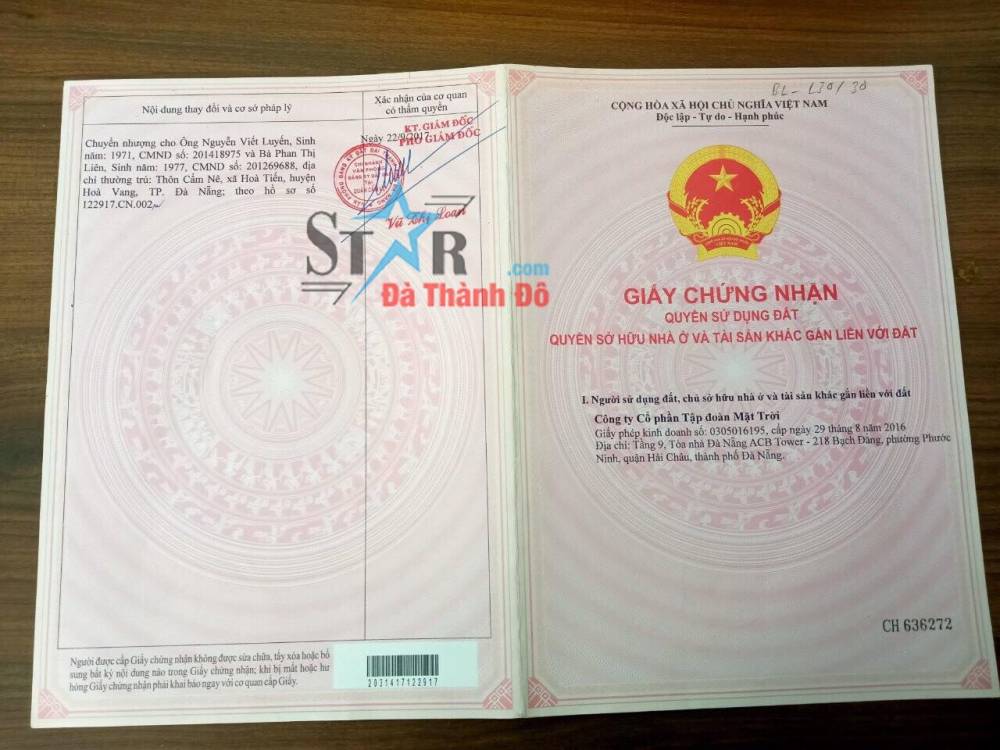 Nội dung thay đổi và cơ sở pháp lý
Xác nhận của cơ quan
có thẩm quyền
Chuyển nhượng cho Ông Nguyễn Viết Luyến, Sinh
năm: 1971, CMND số: 201418975 và Bà Phan Thị
Liên, Sinh năm: 1977, CMND số: 201269688, địa
chỉ thường trú: Thôn Cẩm Nê, xã Hoà Tiến, huyện
Hoà Vang, TP. Đà Nẵng; theo hồ sơ số
122917.CN.002
Ngày 22/9/2017
KT. GIÁM ĐỐC
PHÓ GIÁM ĐỐC
CHI NHÁNH
VĂN PHÒNG
Vũ Thị Loan
STAR
.com
Đà Thành Đô
Người được cấp Giấy chứng nhận không được sửa chữa, tẩy xóa hoặc bổ
sung bất kỳ nội dung nào trong Giấy chứng nhận; khi bị mất hoặc hư
hỏng Giấy chứng nhận phải khai báo ngay với cơ quan cấp Giấy.
2031417122917
CỘNG HÒA XÃ HỘI CHỦ NGHĨA VIỆT NAM
Độc lập - Tự do - Hạnh phúc
VIỆT NAM
GIẤY CHỨNG NHẬN
QUYỀN SỬ DỤNG ĐẤT
QUYỀN SỞ HỮU NHÀ Ở VÀ TÀI SẢN KHÁC GẮN LIỀN VỚI ĐẤT
I. Người sử dụng đất, chủ sở hữu nhà ở và tài sản khác gắn liền với đất
Công ty Cổ phần Tập đoàn Mặt Trời
Giấy phép kinh doanh số: 0305016195, cấp ngày 29 tháng 8 năm 2016
Địa chỉ: Tầng 9, Tòa nhà Đà Nẵng ACB Tower - 218 Bạch Đằng, phường Phước
Ninh, quận Hải Châu, thành phố Đà Nẵng.
CH 636272